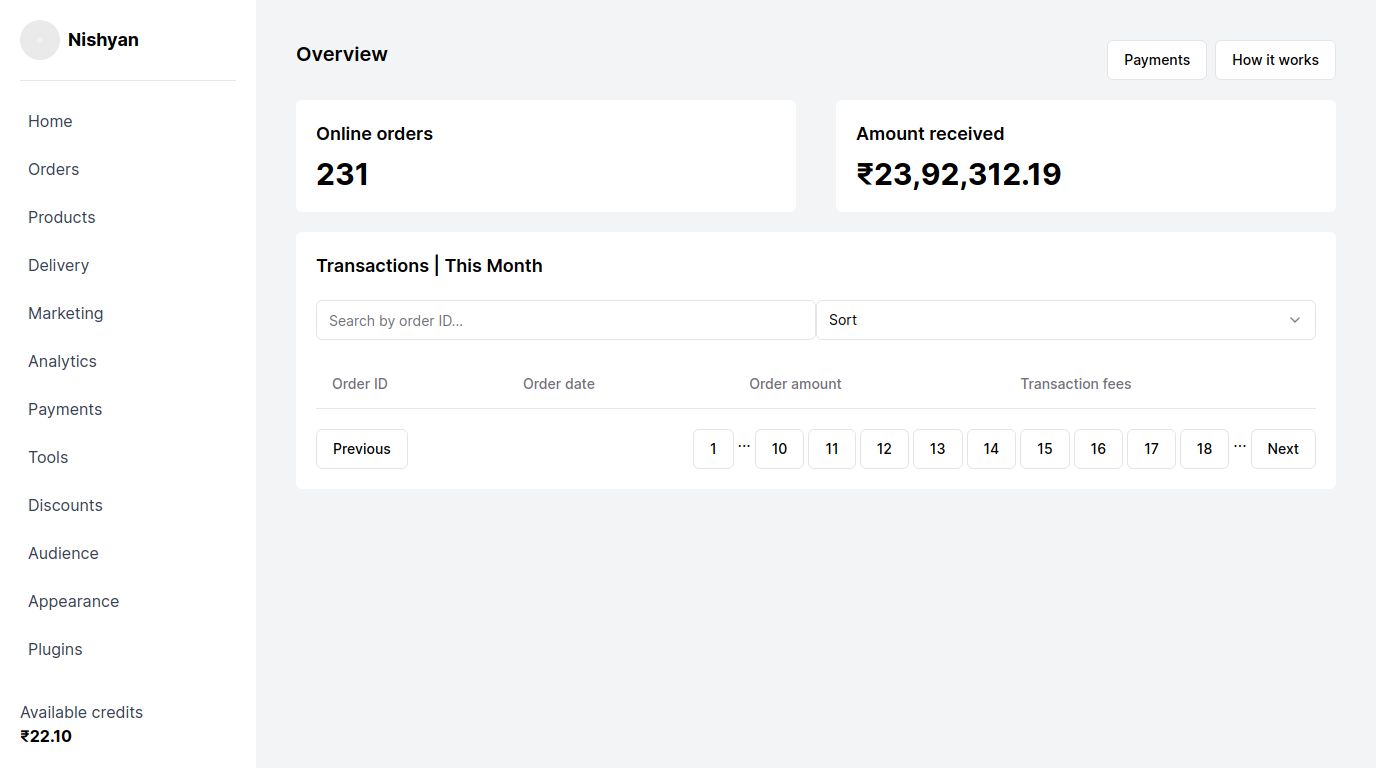 Nishyan
Home
Orders
Products
Delivery
Marketing
Analytics
Payments
Tools
Discounts
Audience
Appearance
Plugins
Available credits
₹22.10
Overview
Payments
How it works
Online orders
231
Amount received
₹23,92,312.19
Transactions | This Month
Search by order ID...
Sort
Order ID Order date Order amount Transaction fees
Previous 1 ... 10 11 12 13 14 15 16 17 18 ... Next